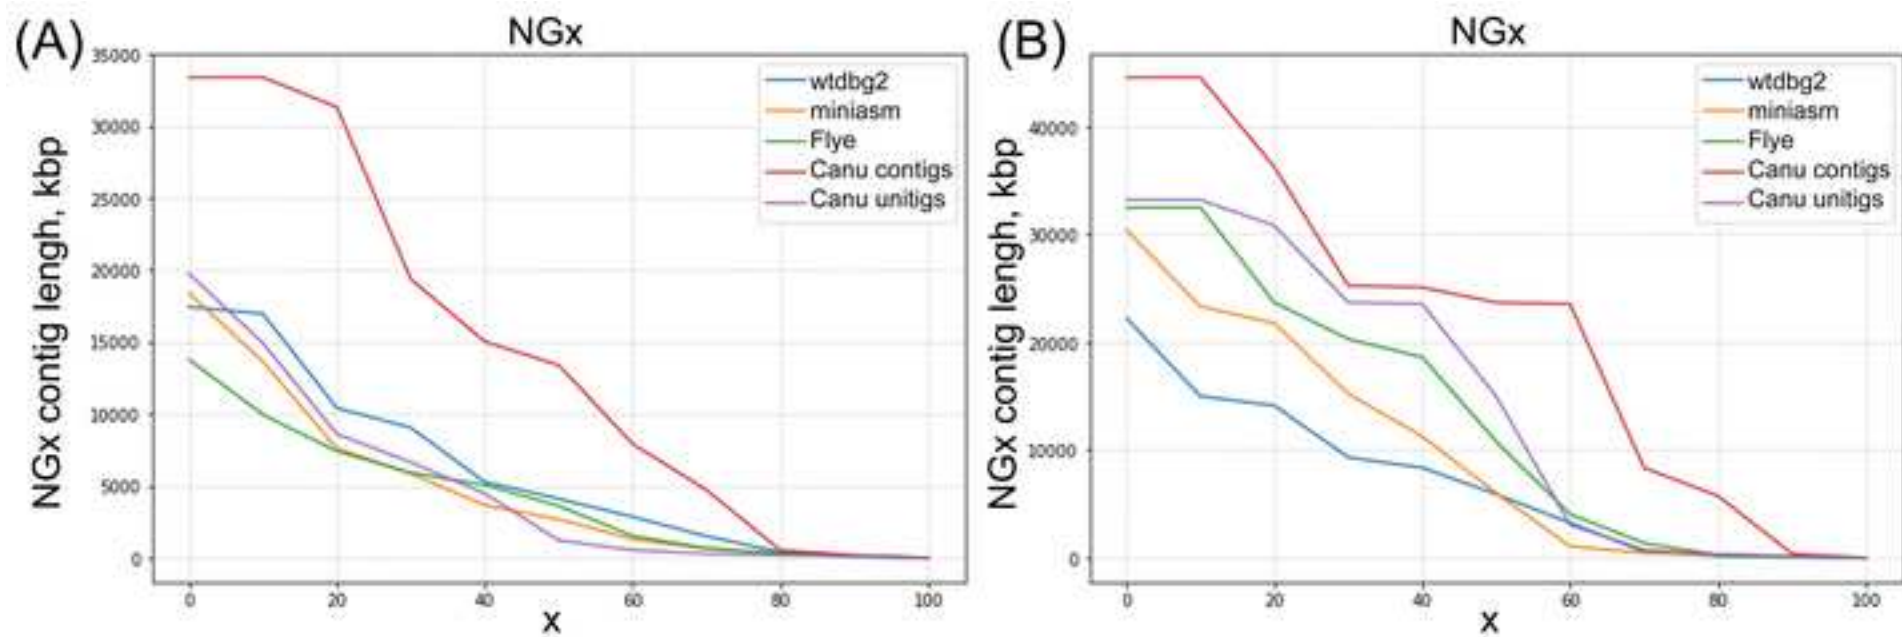 (A)
NGx
35000
30000
25000
20000
15000
10000
5000
0
NGx contig lengh, kbp
wtdbg2
miniasm
Flye
Canu contigs
Canu unitigs
0 20 40 60 80 100
x
(B)
NGx
40000
30000
20000
10000
0
NGx contig lengh, kbp
wtdbg2
miniasm
Flye
Canu contigs
Canu unitigs
0 20 40 60 80 100
x